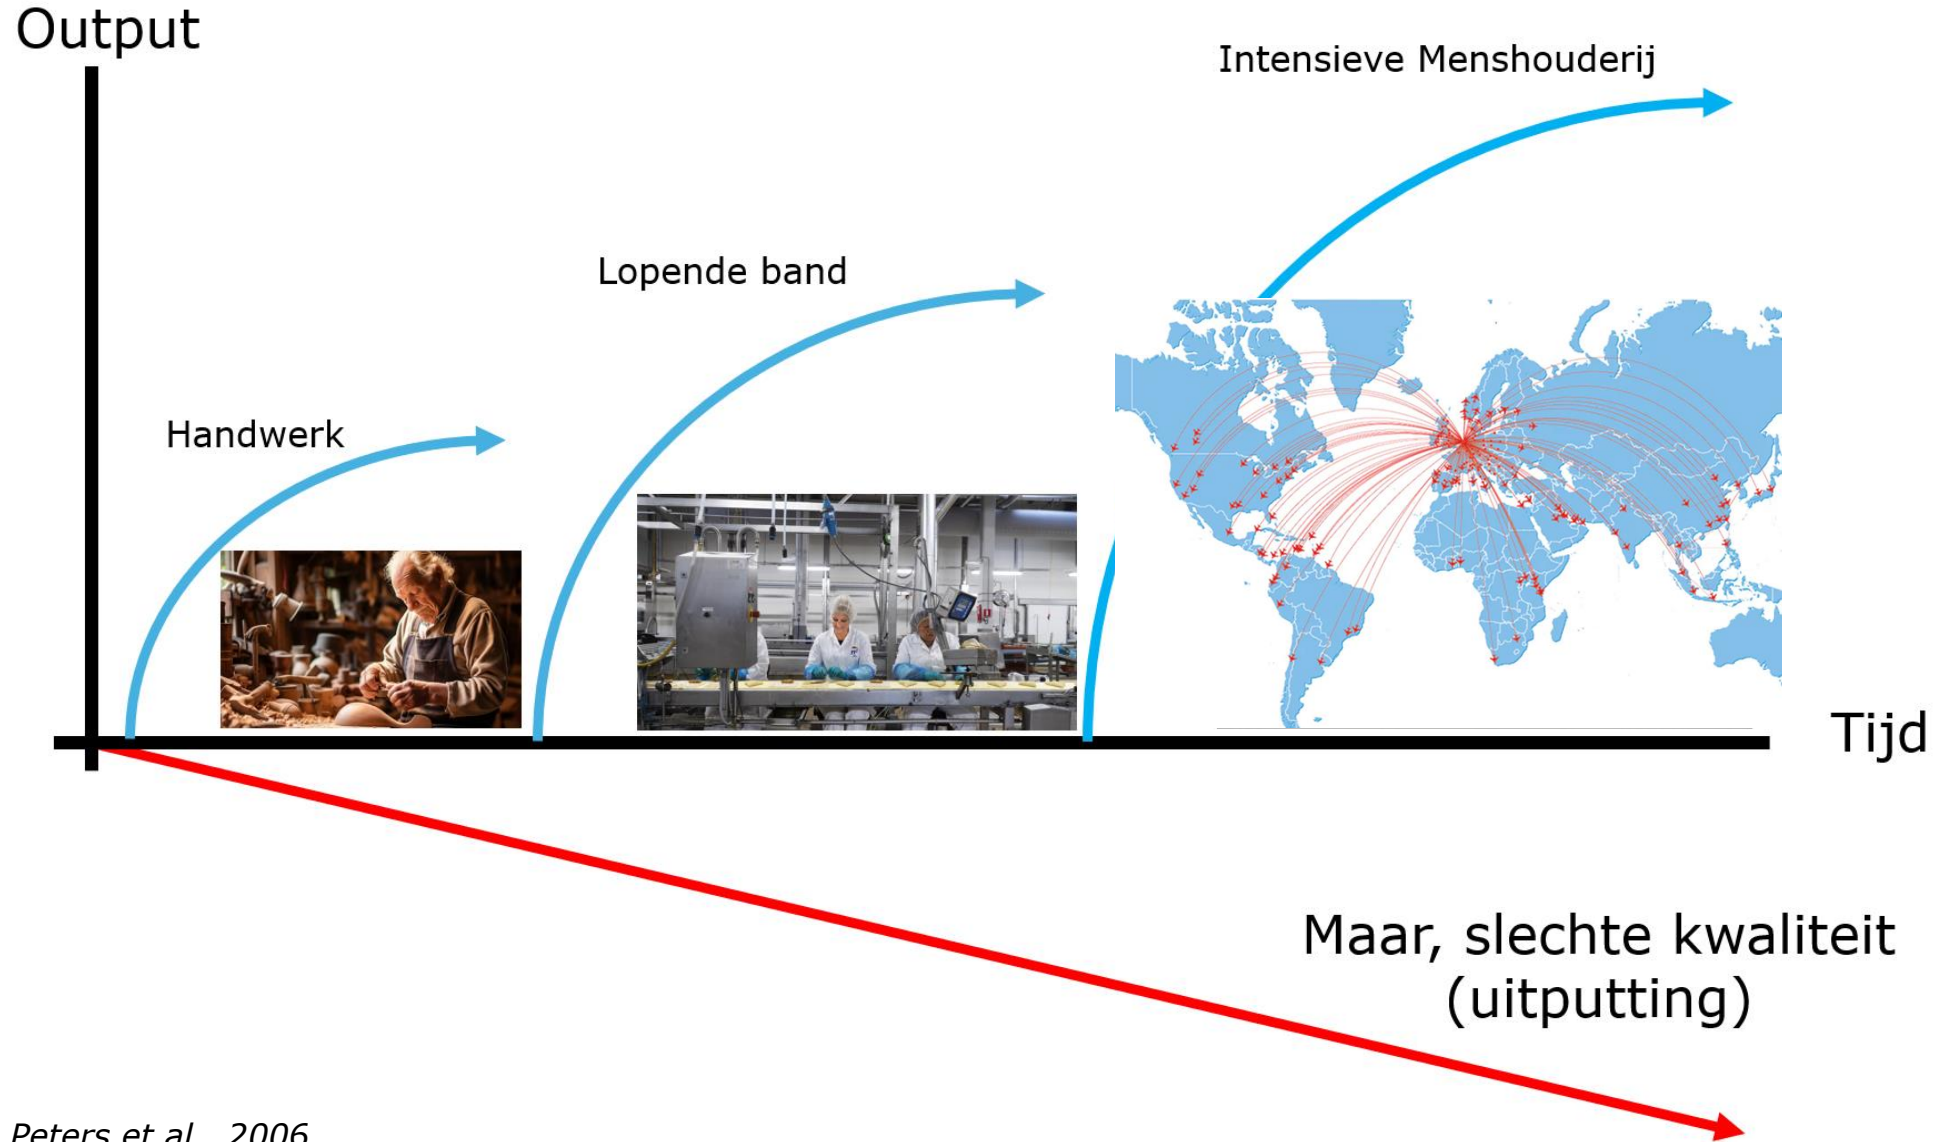 Output
Intensieve Menshouderij
Lopende band
Handwerk
Tijd
Maar, slechte kwaliteit
(uitputting)
Peters et al., 2006